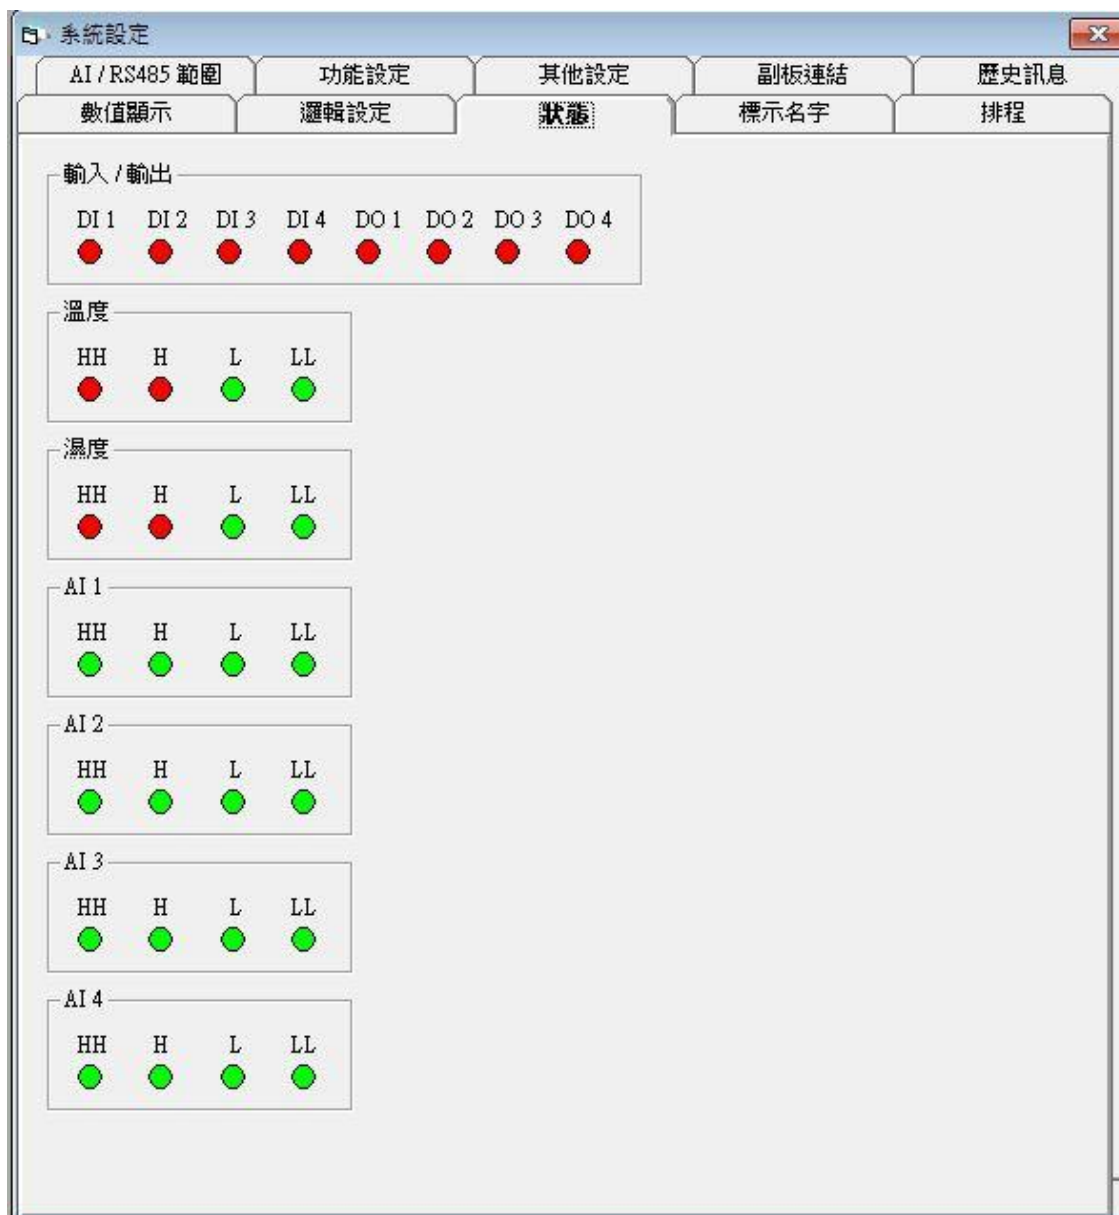 系統設定
AI / RS485 範圍 功能設定 其他設定 副板連結 歷史訊息
數值顯示 邏輯設定 狀態 標示名字 排程
輸入 / 輸出
DI 1 DI 2 DI 3 DI 4 DO 1 DO 2 DO 3 DO 4
溫度
HH H L LL
濕度
HH H L LL
AI 1
HH H L LL
AI 2
HH H L LL
AI 3
HH H L LL
AI 4
HH H L LL